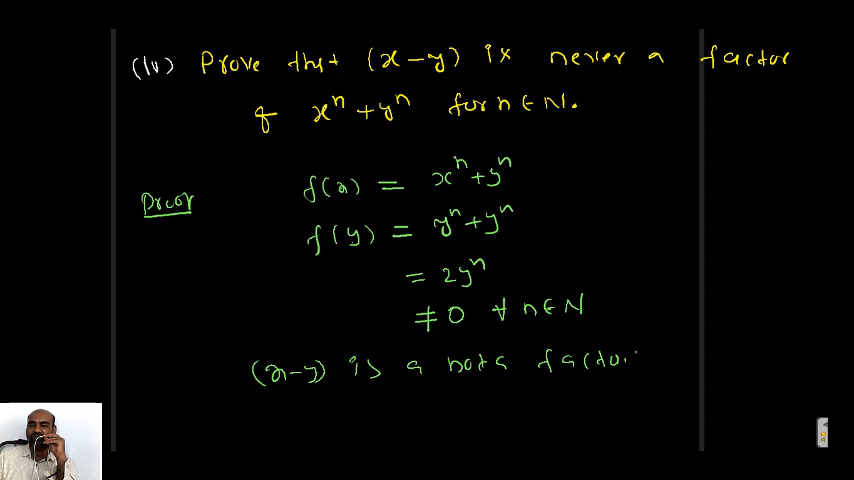 (iv) Prove that (x-y) is never a factor
of xⁿ+yⁿ for n∈N.
Proof
f(x) = xⁿ+yⁿ
f(y) = yⁿ+yⁿ
= 2yⁿ
≠0 ∀ n∈N
(x-y) is a not a factor.